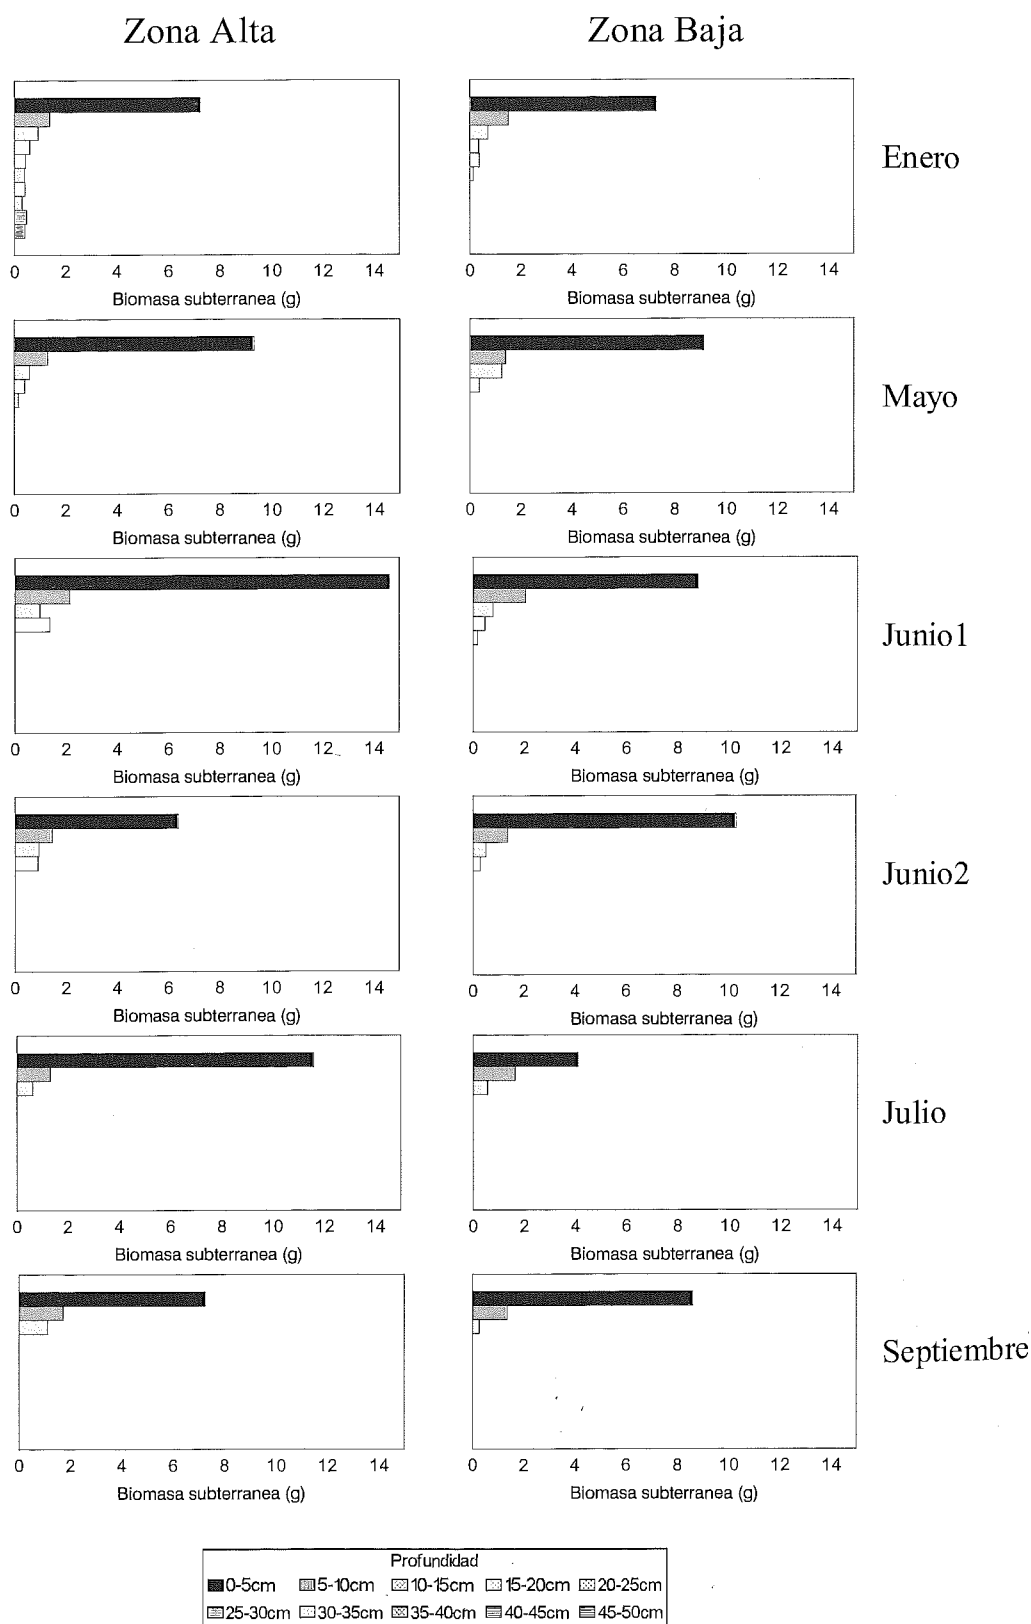 Zona Alta Zona Baja
Enero
0 2 4 6 8 10 12 14 0 2 4 6 8 10 12 14
Biomasa subterranea (g) Biomasa subterranea (g)
Mayo
0 2 4 6 8 10 12 14 0 2 4 6 8 10 12 14
Biomasa subterranea (g) Biomasa subterranea (g)
Junio1
0 2 4 6 8 10 12 14 0 2 4 6 8 10 12 14
Biomasa subterranea (g) Biomasa subterranea (g)
Junio2
0 2 4 6 8 10 12 14 0 2 4 6 8 10 12 14
Biomasa subterranea (g) Biomasa subterranea (g)
Julio
0 2 4 6 8 10 12 14 0 2 4 6 8 10 12 14
Biomasa subterranea (g) Biomasa subterranea (g)
Septiembre
0 2 4 6 8 10 12 14 0 2 4 6 8 10 12 14
Biomasa subterranea (g) Biomasa subterranea (g)
Profundidad
0-5cm 5-10cm 10-15cm 15-20cm 20-25cm
25-30cm 30-35cm 35-40cm 40-45cm 45-50cm